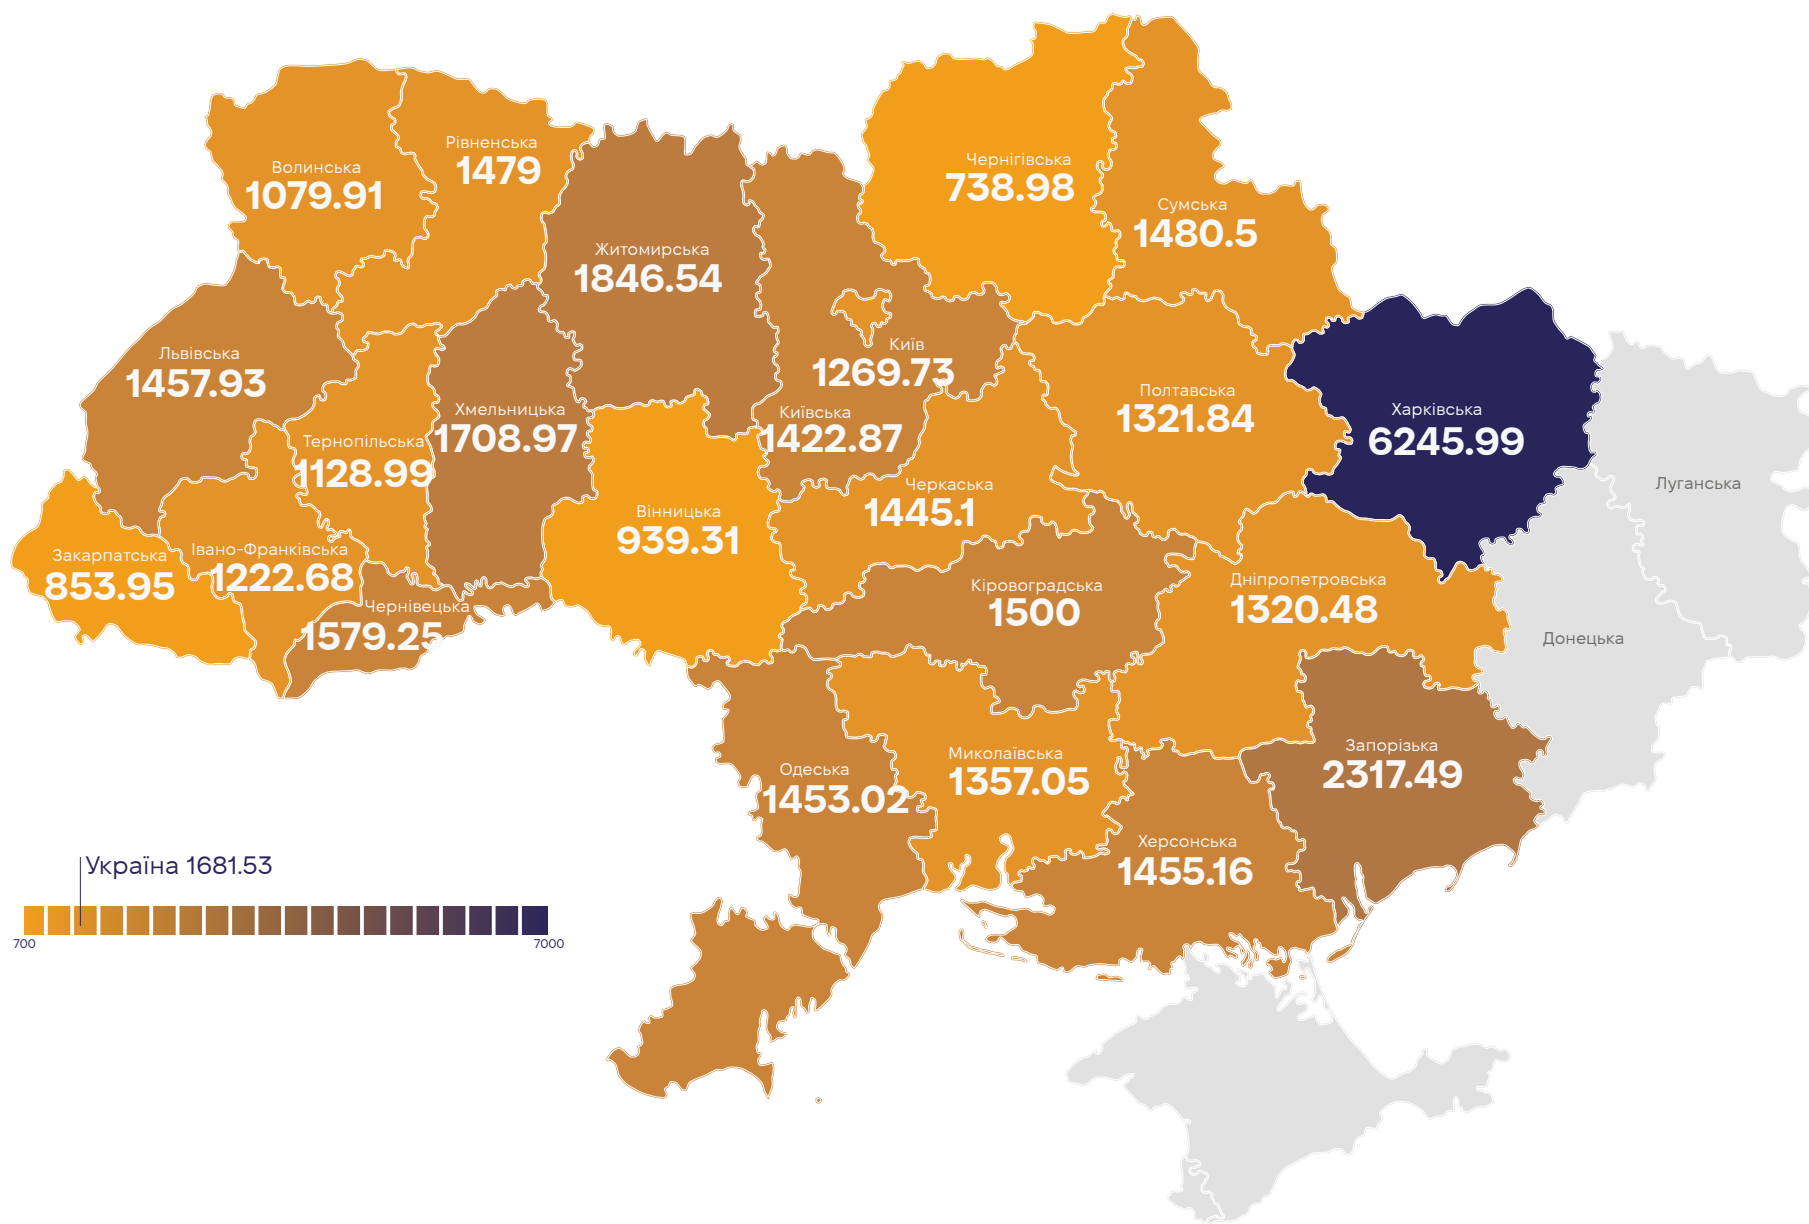 Рівненська
1479
Волинська
1079.91
Чернігівська
738.98
Сумська
1480.5
Житомирська
1846.54
Львівська
1457.93
Київ
1269.73
Полтавська
1321.84
Хмельницька
1708.97
Київська
1422.87
Харківська
6245.99
Тернопільська
1128.99
Черкаська
1445.1
Луганська
Вінницька
939.31
Закарпатська
853.95
Івано-Франківська
1222.68
Кіровоградська
1500
Дніпропетровська
1320.48
Чернівецька
1579.25
Донецька
Запорізька
2317.49
Миколаївська
1357.05
Одеська
1453.02
Херсонська
1455.16
Україна 1681.53
700
7000